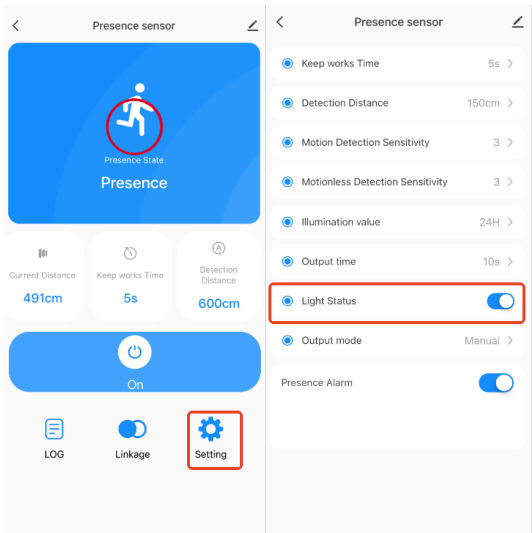 Presence sensor
Presence State
Presence
Current Distance
491cm
Keep works Time
5s
Detection
Distance
600cm
On
LOG
Linkage
Setting
Presence sensor
Keep works Time 5s
Detection Distance 150cm
Motion Detection Sensitivity 3
Motionless Detection Sensitivity 3
Illumination value 24H
Output time 10s
Light Status
Output mode Manual
Presence Alarm